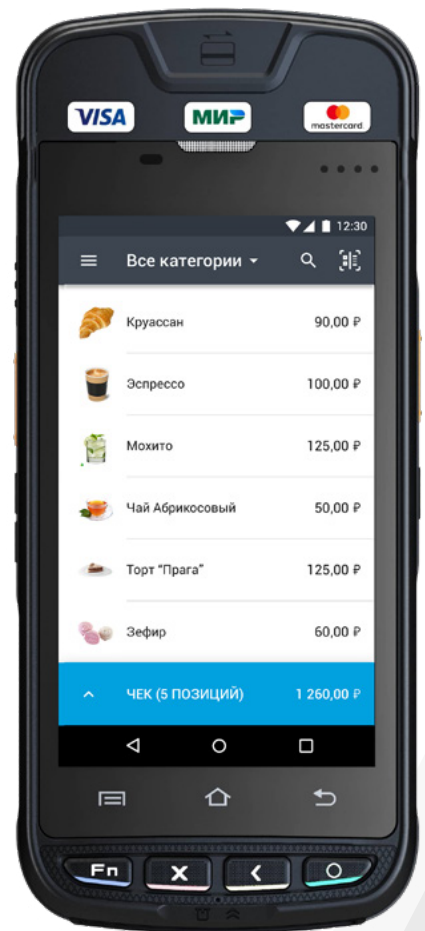 VISA МИР mastercard
12:30
Все категории
Круассан 90,00 ₽
Эспрессо 100,00 ₽
Мохито 125,00 ₽
Чай Абрикосовый 50,00 ₽
Торт “Прага” 125,00 ₽
Зефир 60,00 ₽
ЧЕК (5 ПОЗИЦИЙ) 1 260,00 ₽
Fn X